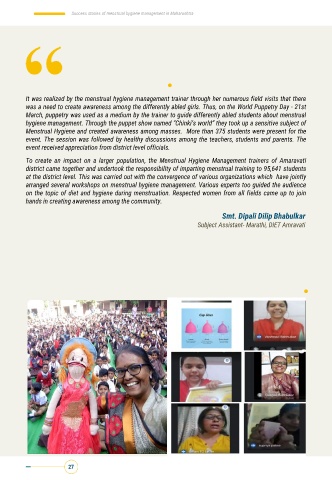 Success stories of menstrual hygiene management in Maharashtra
It was realized by the menstrual hygiene management trainer through her numerous field visits that there
was a need to create awareness among the differently abled girls. Thus, on the World Puppetry Day - 21st
March, puppetry was used as a medium by the trainer to guide differently abled students about menstrual
hygiene management. Through the puppet show named "Chinki's world" they took up a sensitive subject of
Menstrual Hygiene and created awareness among masses. More than 375 students were present for the
event. The session was followed by healthy discussions among the teachers, students and parents. The
event received appreciation from district level officials.
To create an impact on a larger population, the Menstrual Hygiene Management trainers of Amaravati
district came together and undertook the responsibility of imparting menstrual training to 95,641 students
at the district level. This was carried out with the convergence of various organizations which have jointly
arranged several workshops on menstrual hygiene management. Various experts too guided the audience
on the topic of diet and hygiene during menstruation. Respected women from all fields came up to join
hands in creating awareness among the community.
Smt. Dipali Dilip Bhabulkar
Subject Assistant- Marathi, DIET Amravati
27